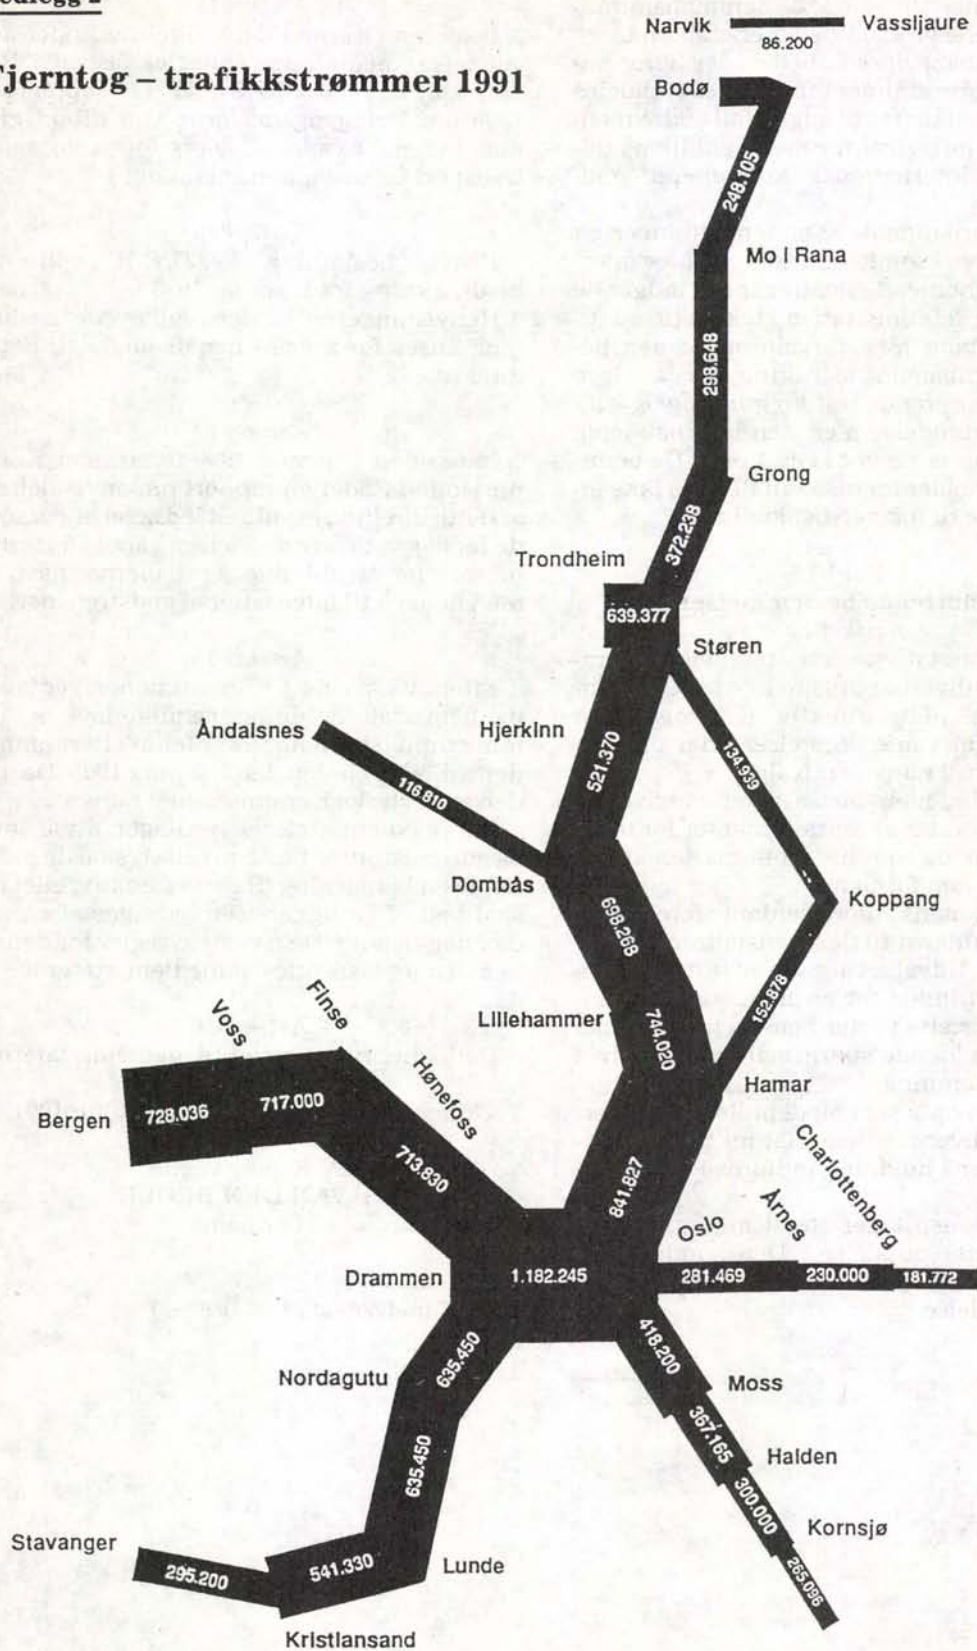 Fjerntog – trafikkstrømmer 1991
Narvik Vassljaure
86.200
Bodø
248.105
Mo I Rana
298.648
Grong
372.238
Trondheim
639.377
Støren
Åndalsnes
Hjerkinn
521.370
134.939
116.810
Dombås
Koppang
698.268
152.878
Lillehammer
744.020
Hamar
Voss
Finse
Hønefoss
Bergen
728.036
717.000
713.830
841.827
Oslo
Årnes
Charlottenberg
Drammen
1.182.245
281.469
230.000
181.772
635.450
418.200
Nordagutu
Moss
367.165
635.450
Halden
300.000
Kornsjø
265.096
Stavanger
295.200
541.330
Lunde
Kristiansand